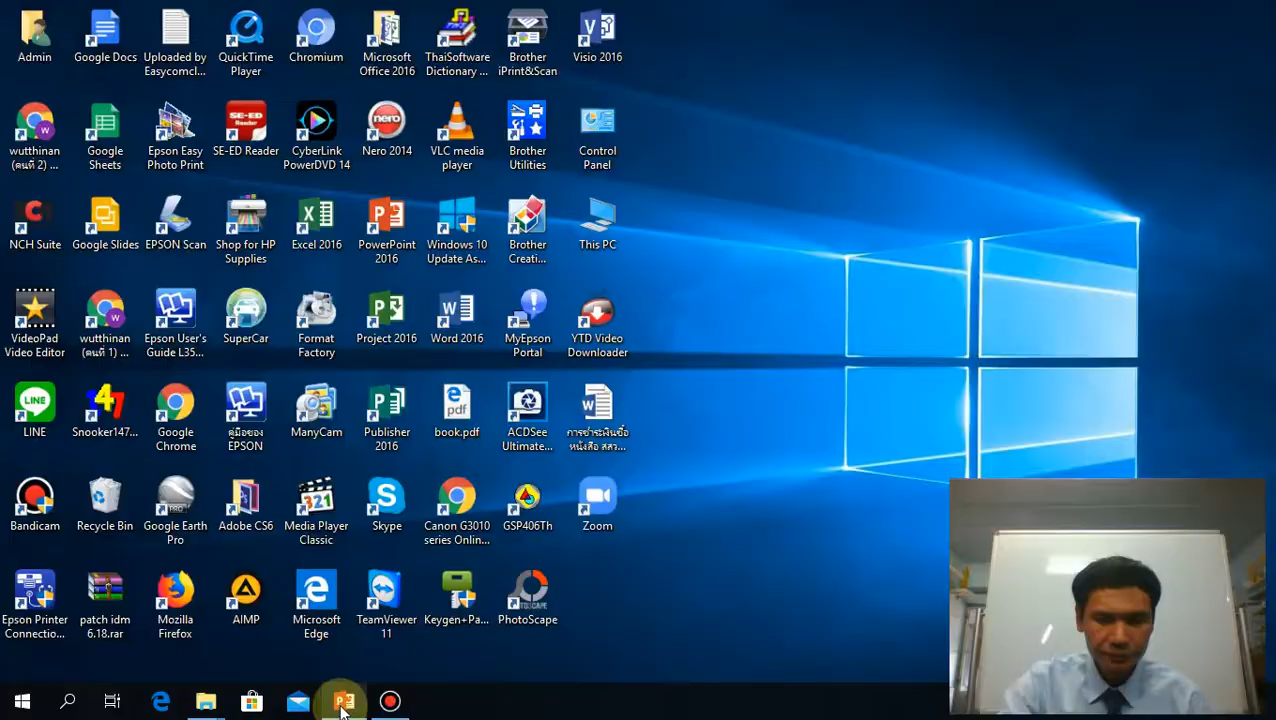 Admin
Google Docs
Uploaded by
Easycomcl...
QuickTime
Player
Chromium
Microsoft
Office 2016
ThaiSoftware
Dictionary ...
Brother
iPrint&Scan
Visio 2016
wutthinan
(คนที่ 2) ...
Google
Sheets
Epson Easy
Photo Print
SE-ED Reader
CyberLink
PowerDVD 14
Nero 2014
VLC media
player
Brother
Utilities
Control
Panel
NCH Suite
Google Slides
EPSON Scan
Shop for HP
Supplies
Excel 2016
PowerPoint
2016
Windows 10
Update As...
Brother
Creati...
This PC
VideoPad
Video Editor
wutthinan
(คนที่ 1) ...
Epson User's
Guide L35...
SuperCar
Format
Factory
Project 2016
Word 2016
MyEpson
Portal
YTD Video
Downloader
LINE
Snooker147...
Google
Chrome
คู่มือของ
EPSON
ManyCam
Publisher
2016
book.pdf
ACDSee
Ultimate...
การชำระเงินซื้อ
หนังสือ สสว...
Bandicam
Recycle Bin
Google Earth
Pro
Adobe CS6
Media Player
Classic
Skype
Canon G3010
series Onlin...
GSP406Th
Zoom
Epson Printer
Connectio...
patch idm
6.18.rar
Mozilla
Firefox
AIMP
Microsoft
Edge
TeamViewer
11
Keygen+Pa...
PhotoScape